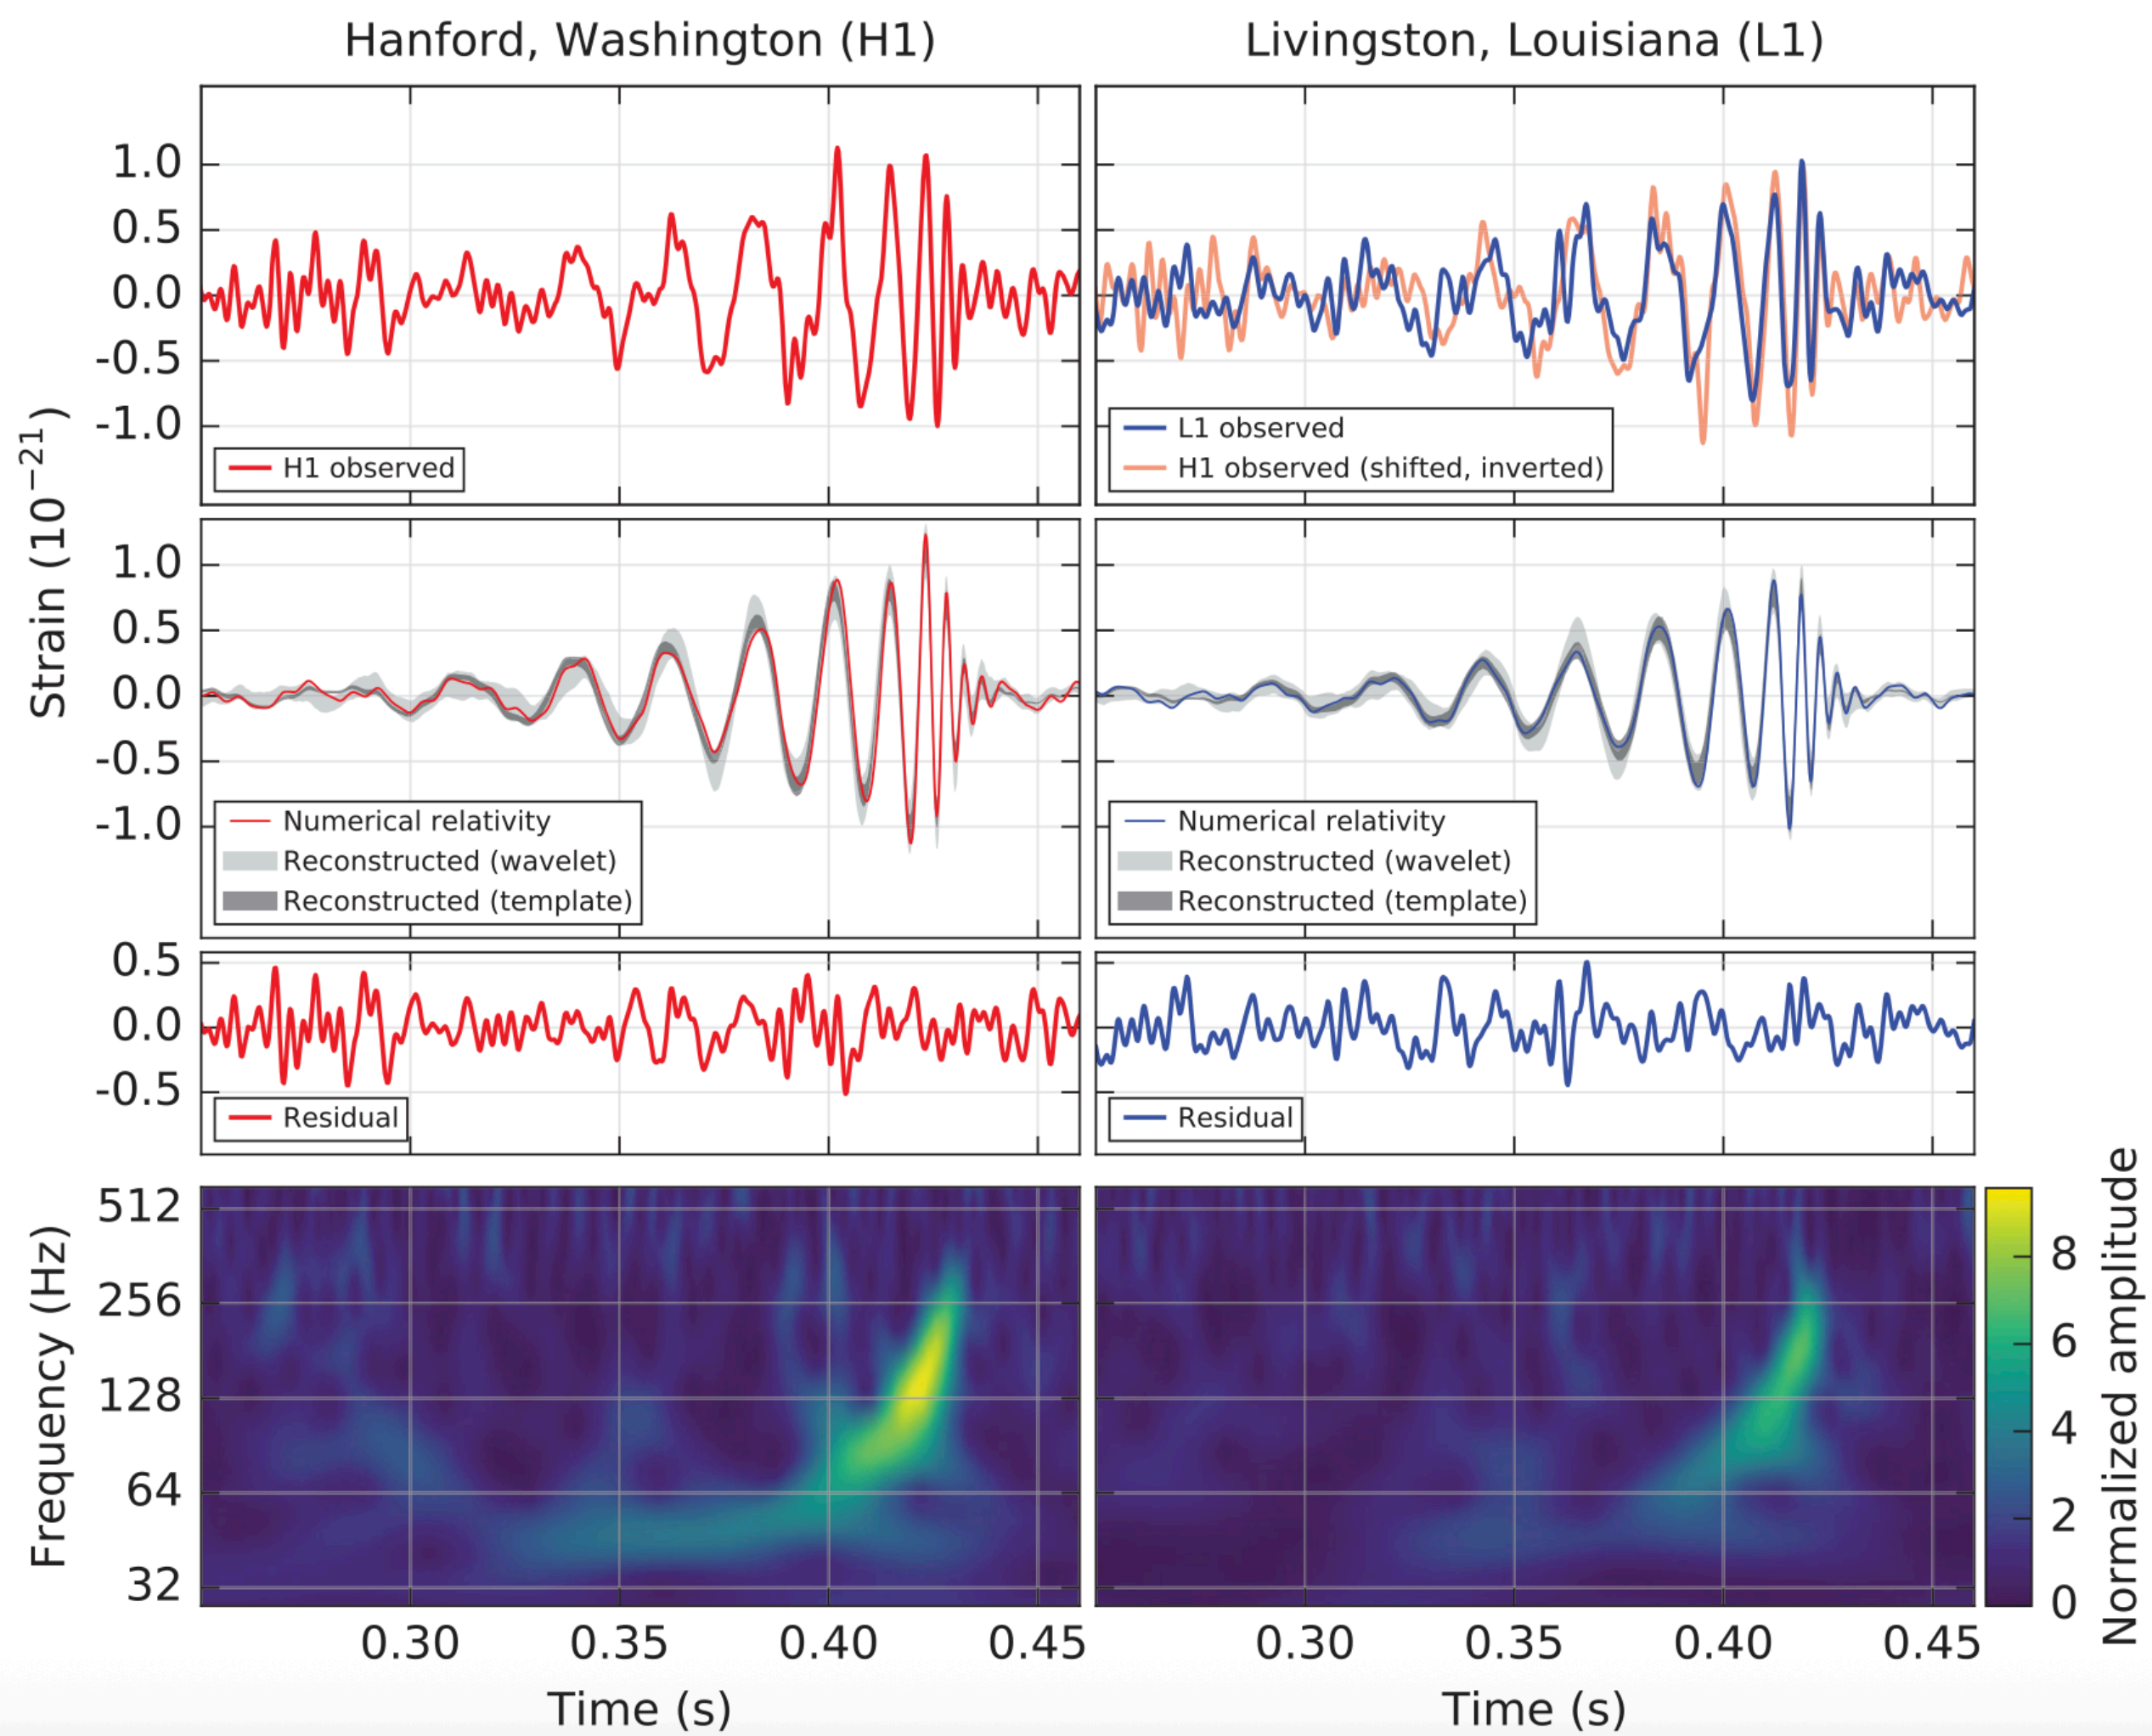 Hanford, Washington (H1)
Livingston, Louisiana (L1)
Strain (10⁻²¹)
1.0
0.5
0.0
-0.5
-1.0
H1 observed
L1 observed
H1 observed (shifted, inverted)
1.0
0.5
0.0
-0.5
-1.0
Numerical relativity
Reconstructed (wavelet)
Reconstructed (template)
Numerical relativity
Reconstructed (wavelet)
Reconstructed (template)
0.5
0.0
-0.5
Residual
Residual
Frequency (Hz)
512
256
128
64
32
Normalized amplitude
8
6
4
2
0
0.30 0.35 0.40 0.45
0.30 0.35 0.40 0.45
Time (s)
Time (s)